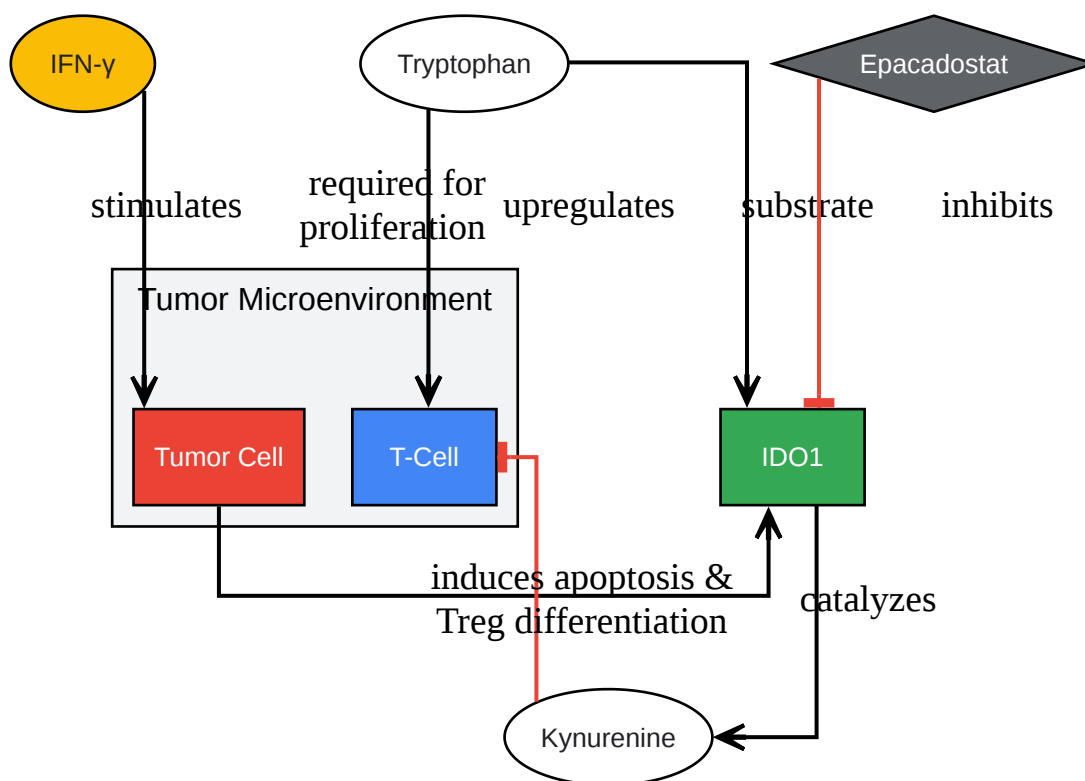 IFN-γ
Tryptophan
Epacadostat
stimulates
required for
proliferation
upregulates
substrate
inhibits
Tumor Microenvironment
Tumor Cell
T-Cell
IDO1
induces apoptosis &
Treg differentiation
catalyzes
Kynurenine